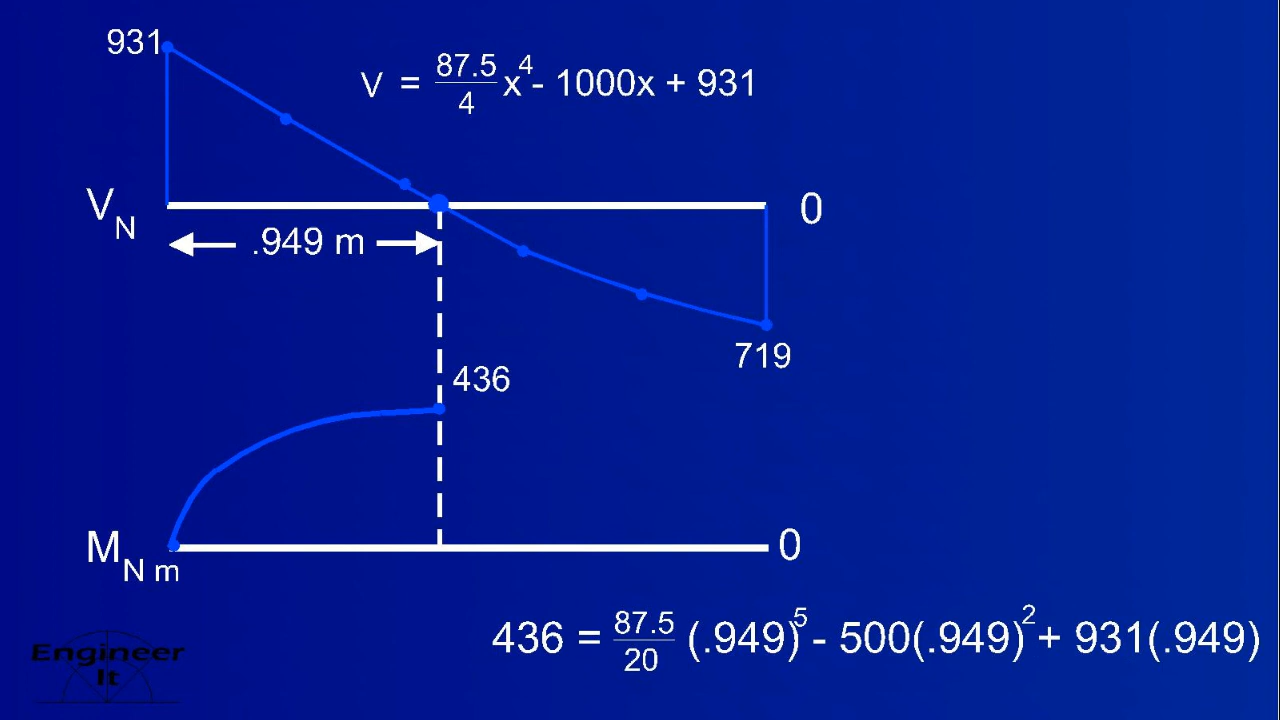 931
V = 87.5/4 x⁴ - 1000x + 931
V_N
0
.949 m
719
436
M_N m
0
436 = 87.5/20 (.949)⁵ - 500(.949)² + 931(.949)
Engineer
It